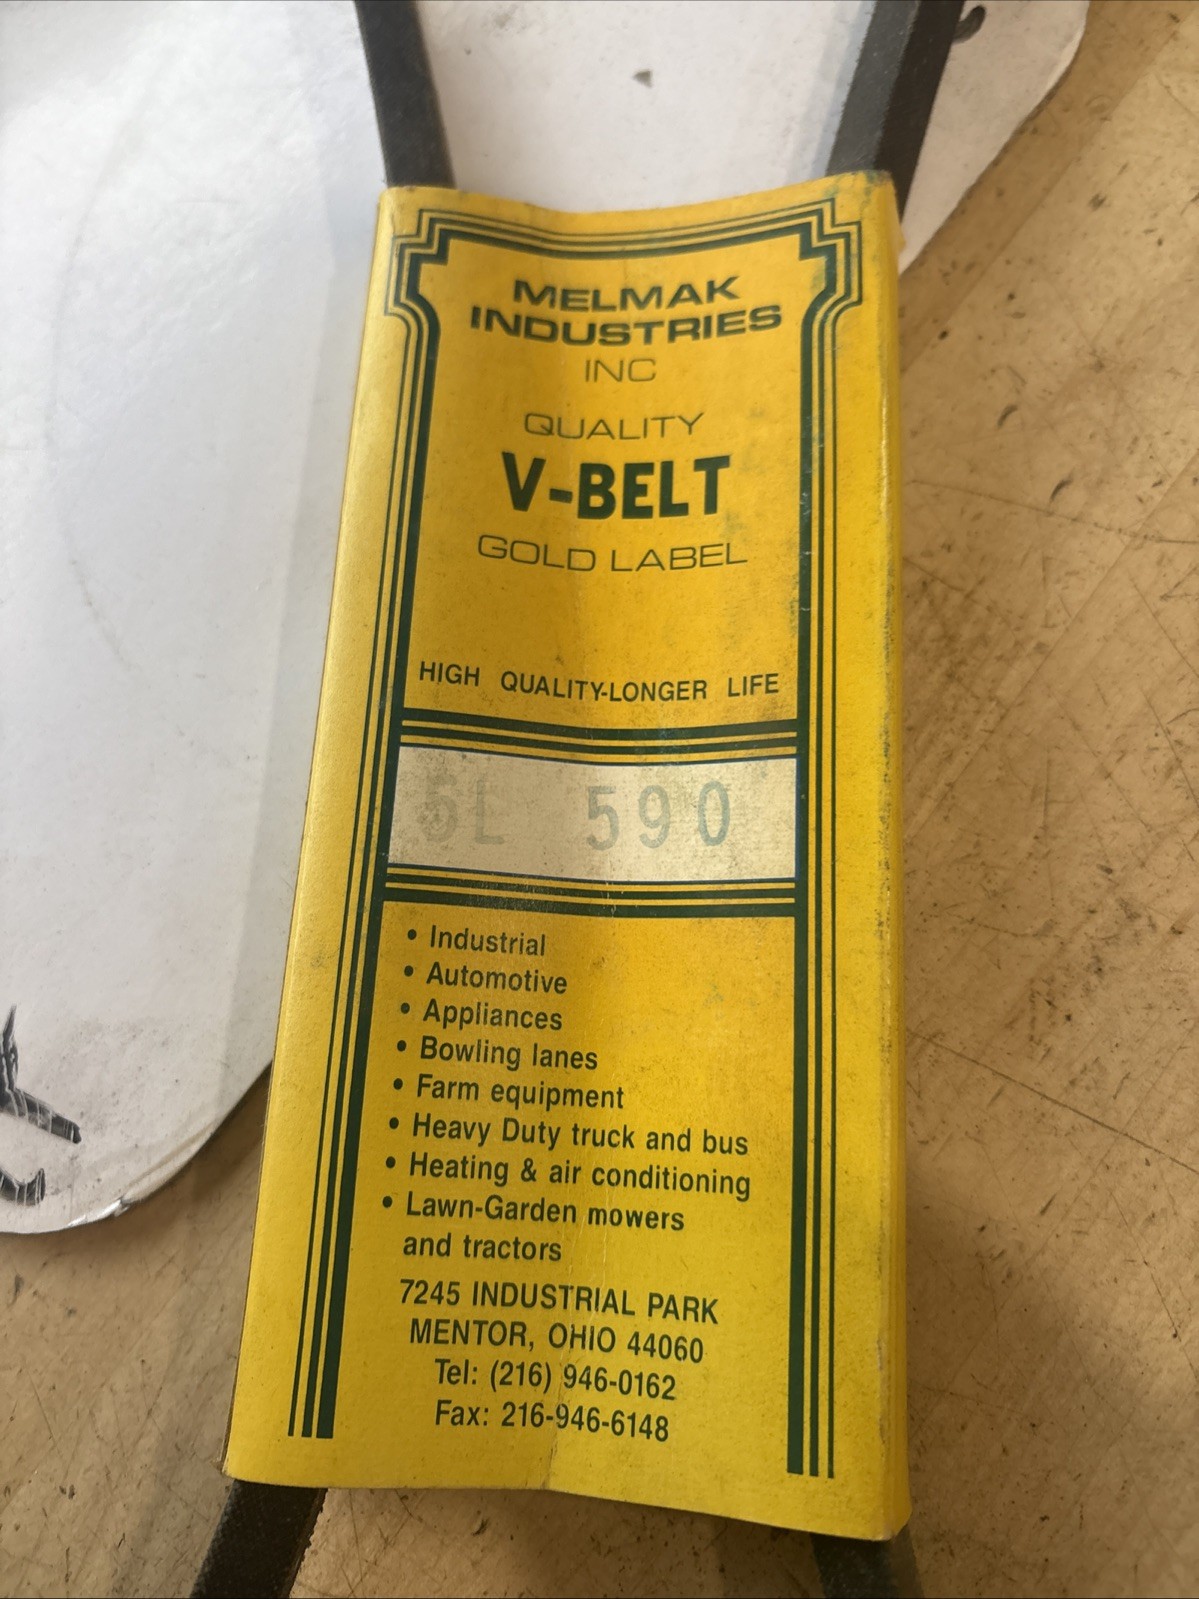 MELMAK
INDUSTRIES
INC
QUALITY
V-BELT
GOLD LABEL
HIGH QUALITY-LONGER LIFE
5L 590
• Industrial
• Automotive
• Appliances
• Bowling lanes
• Farm equipment
• Heavy Duty truck and bus
• Heating & air conditioning
• Lawn-Garden mowers
and tractors
7245 INDUSTRIAL PARK
MENTOR, OHIO 44060
Tel: (216) 946-0162
Fax: 216-946-6148